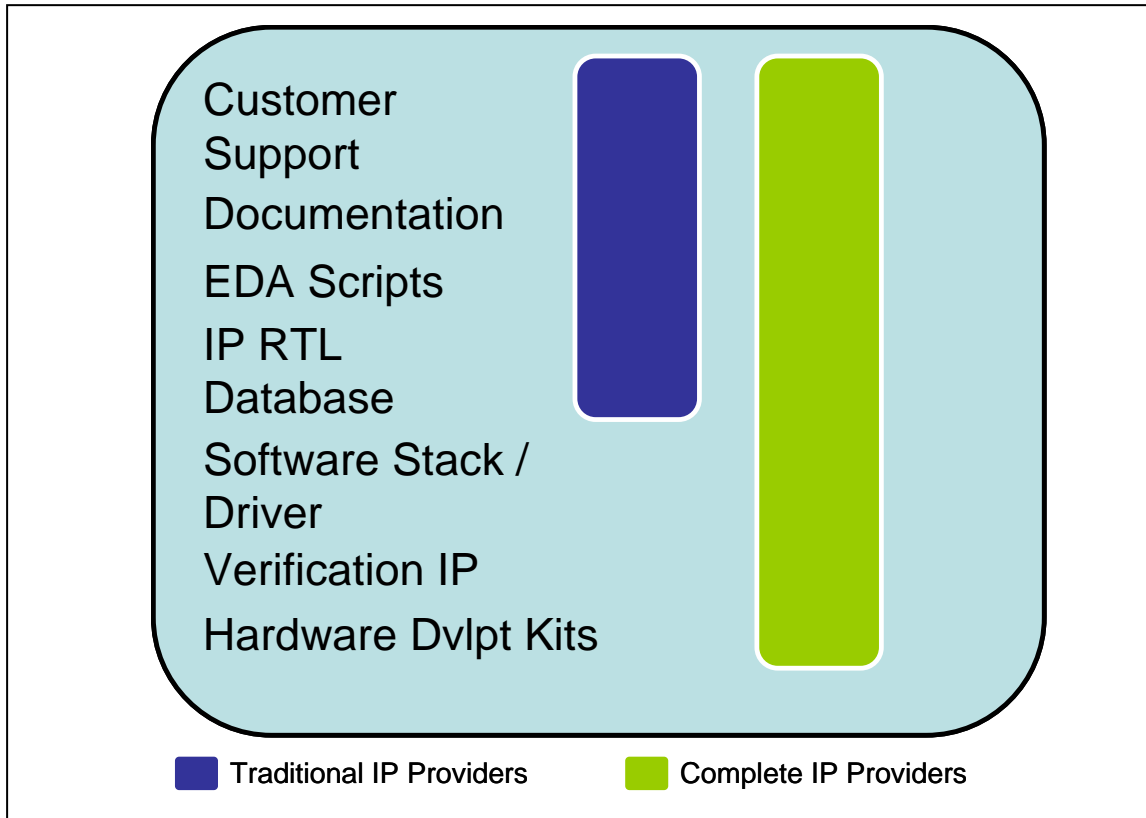 Customer
Support
Documentation
EDA Scripts
IP RTL
Database
Software Stack /
Driver
Verification IP
Hardware Dvlpt Kits
Traditional IP Providers
Complete IP Providers